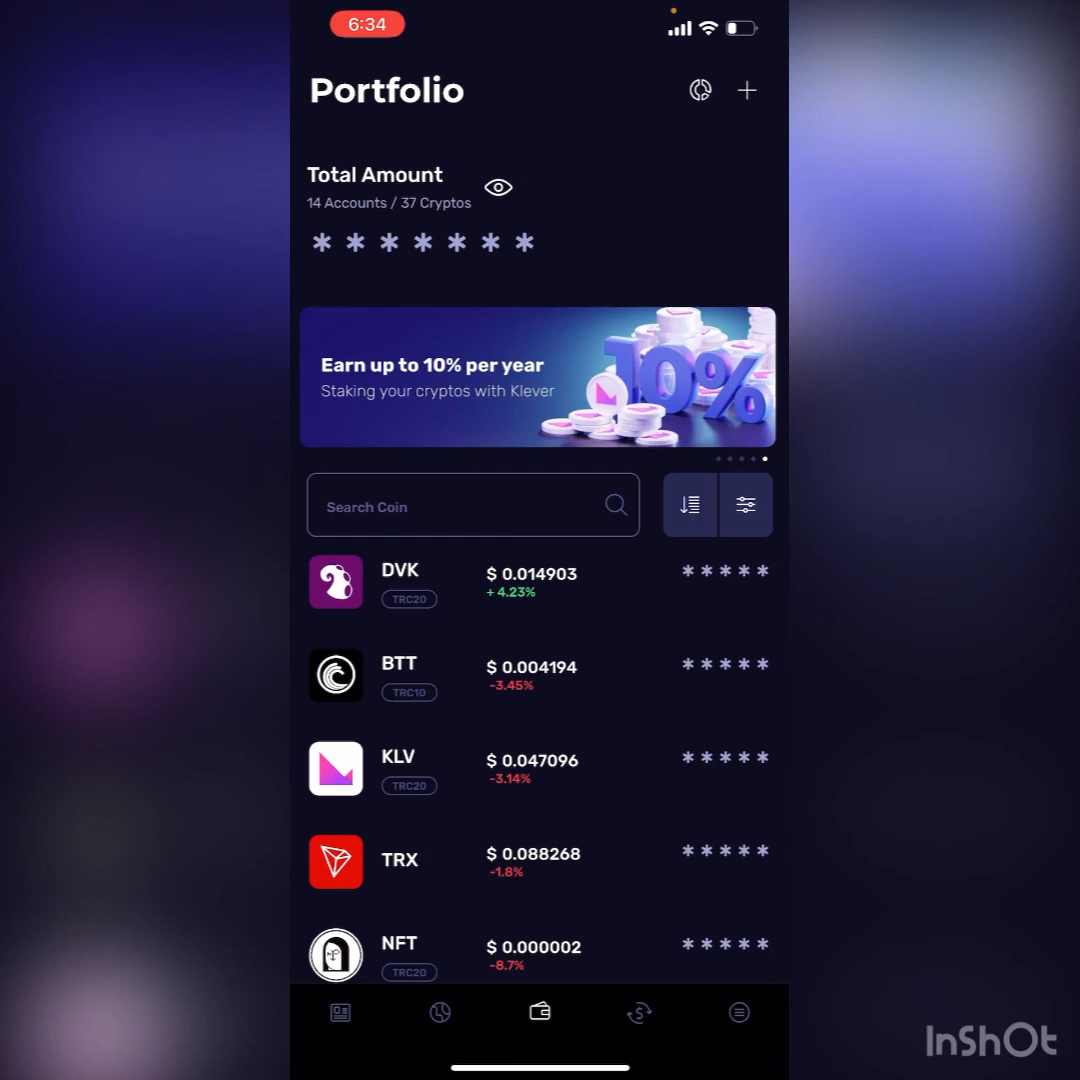 6:34
Portfolio
Total Amount
14 Accounts / 37 Cryptos
* * * * * * *
Earn up to 10% per year
Staking your cryptos with Klever
10%
Search Coin
DVK
$ 0.014903
* * * * *
TRC20
+ 4.23%
BTT
$ 0.004194
* * * * *
TRC10
-3.45%
KLV
$ 0.047096
* * * * *
TRC20
-3.14%
TRX
$ 0.088268
* * * * *
-1.8%
NFT
$ 0.000002
* * * * *
TRC20
-8.7%
InShOt